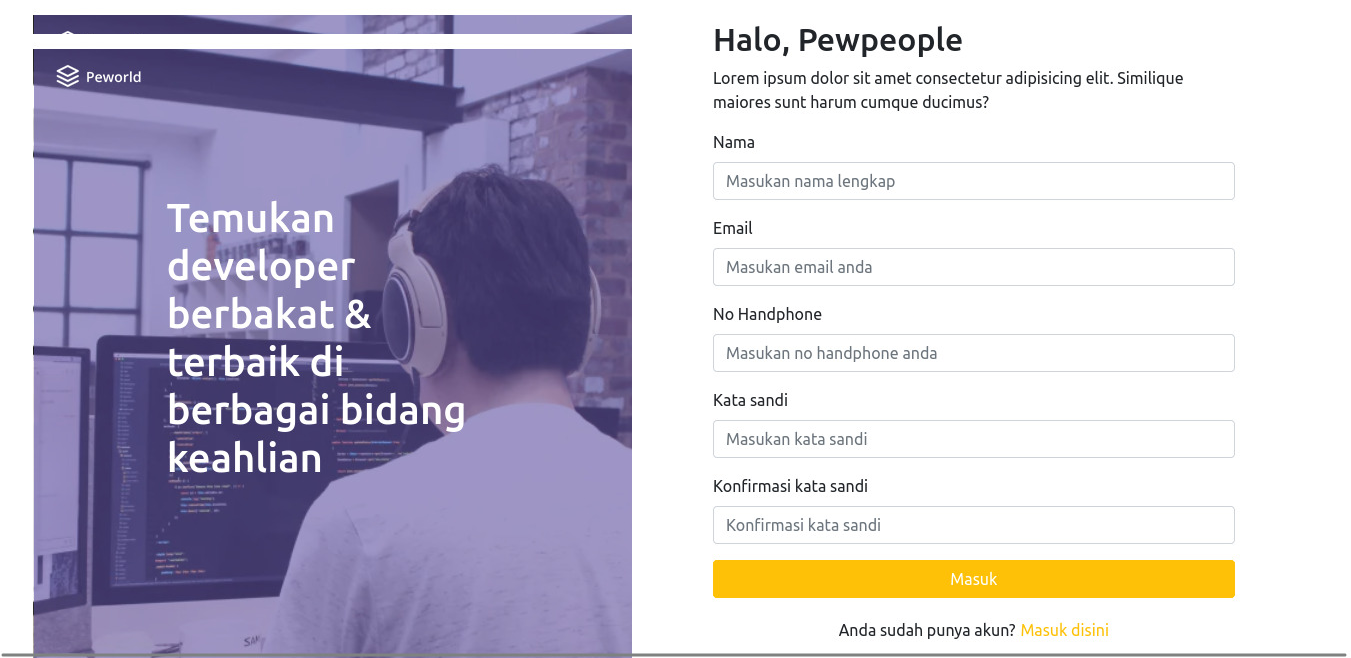 Peworld
Temukan
developer
berbakat &
terbaik di
berbagai bidang
keahlian
Halo, Pewpeople
Lorem ipsum dolor sit amet consectetur adipisicing elit. Similique
maiores sunt harum cumque ducimus?
Nama
Masukan nama lengkap
Email
Masukan email anda
No Handphone
Masukan no handphone anda
Kata sandi
Masukan kata sandi
Konfirmasi kata sandi
Konfirmasi kata sandi
Masuk
Anda sudah punya akun? Masuk disini